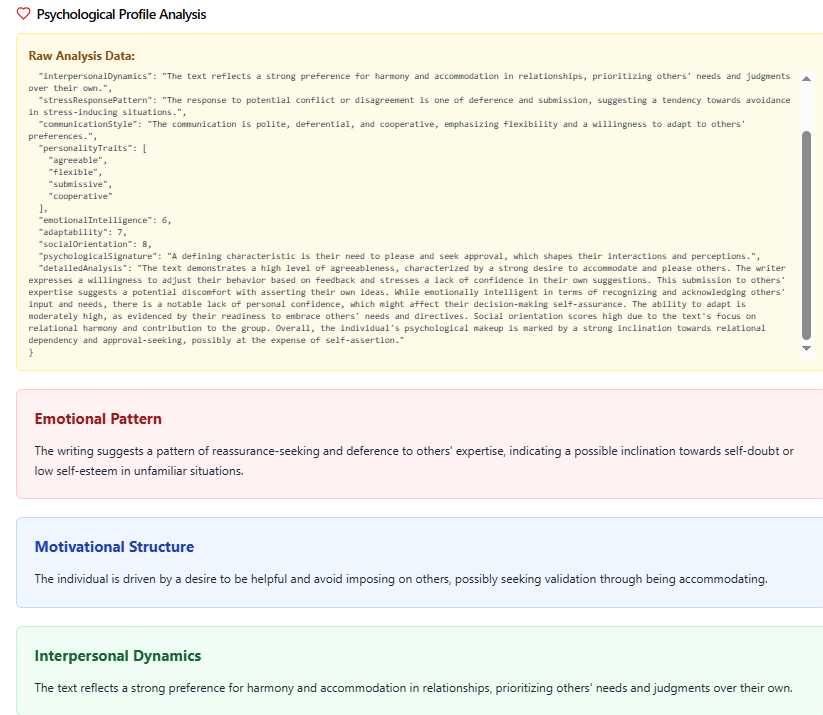 Psychological Profile Analysis
Raw Analysis Data:
"interpersonalDynamics": "The text reflects a strong preference for harmony and accommodation in relationships, prioritizing others' needs and judgments
over their own.",
"stressResponsePattern": "The response to potential conflict or disagreement is one of deference and submission, suggesting a tendency towards avoidance
in stress-inducing situations.",
"communicationStyle": "The communication is polite, deferential, and cooperative, emphasizing flexibility and a willingness to adapt to others'
preferences.",
"personalityTraits": [
"agreeable",
"flexible",
"submissive",
"cooperative"
],
"emotionalIntelligence": 6,
"adaptability": 7,
"socialOrientation": 8,
"psychologicalSignature": "A defining characteristic is their need to please and seek approval, which shapes their interactions and perceptions.",
"detailedAnalysis": "The text demonstrates a high level of agreeableness, characterized by a strong desire to accommodate and please others. The writer
expresses a willingness to adjust their behavior based on feedback and stresses a lack of confidence in their own suggestions. This submission to others'
expertise suggests a potential discomfort with asserting their own ideas. While emotionally intelligent in terms of recognizing and acknowledging others'
input and needs, there is a notable lack of personal confidence, which might affect their decision-making self-assurance. The ability to adapt is
moderately high, as evidenced by their readiness to embrace others' needs and directives. Social orientation scores high due to the text's focus on
relational harmony and contribution to the group. Overall, the individual's psychological makeup is marked by a strong inclination towards relational
dependency and approval-seeking, possibly at the expense of self-assertion."
}
Emotional Pattern
The writing suggests a pattern of reassurance-seeking and deference to others' expertise, indicating a possible inclination towards self-doubt or
low self-esteem in unfamiliar situations.
Motivational Structure
The individual is driven by a desire to be helpful and avoid imposing on others, possibly seeking validation through being accommodating.
Interpersonal Dynamics
The text reflects a strong preference for harmony and accommodation in relationships, prioritizing others' needs and judgments over their own.